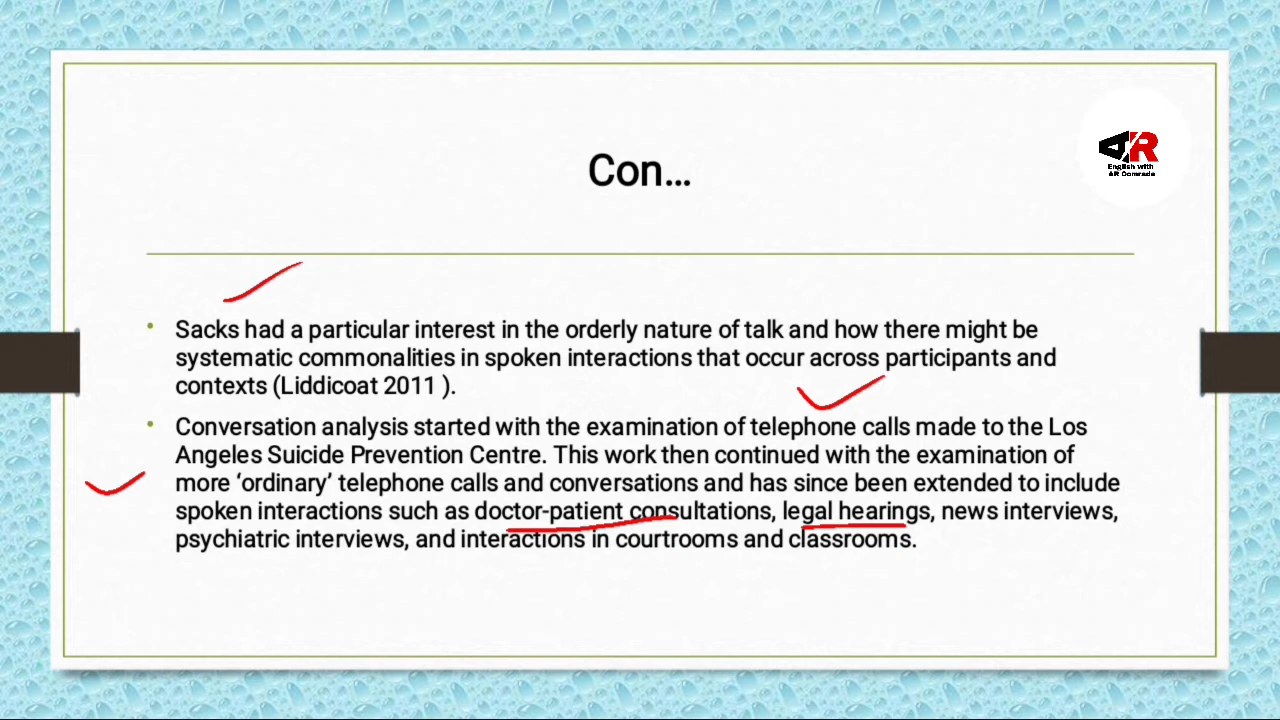 Con...
AR
English with
AR Comrade
Sacks had a particular interest in the orderly nature of talk and how there might be
systematic commonalities in spoken interactions that occur across participants and
contexts (Liddicoat 2011 ).
Conversation analysis started with the examination of telephone calls made to the Los
Angeles Suicide Prevention Centre. This work then continued with the examination of
more ‘ordinary’ telephone calls and conversations and has since been extended to include
spoken interactions such as doctor-patient consultations, legal hearings, news interviews,
psychiatric interviews, and interactions in courtrooms and classrooms.